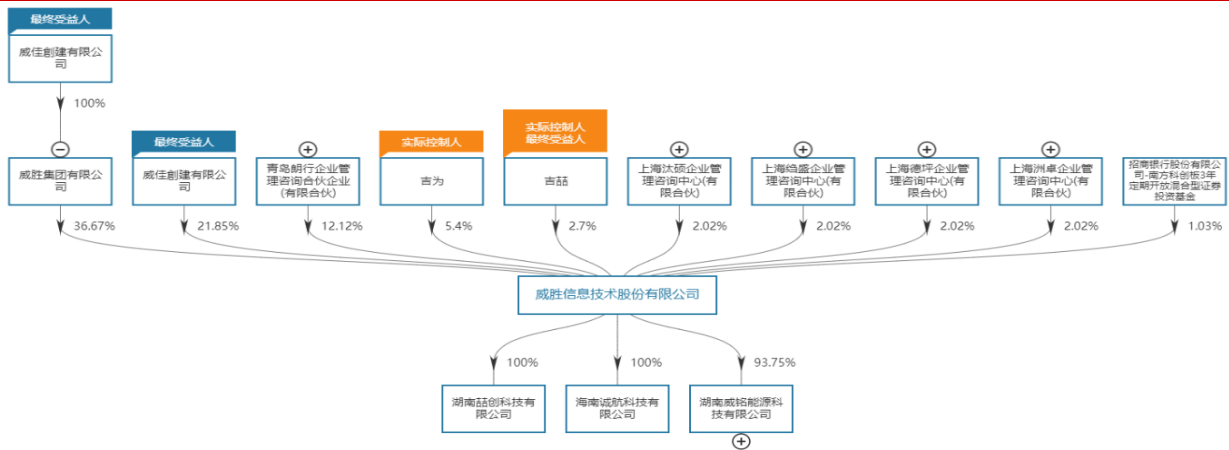 最终受益人
威佳創建有限公
司
100%
最终受益人
实际控制人
实际控制人
最终受益人
威胜集团有限公
司
威佳創建有限公
司
青岛朗行企业管
理咨询合伙企业
(有限合伙)
吉为
吉喆
上海汰硕企业管
理咨询中心(有
限合伙)
上海绉盛企业管
理咨询中心(有
限合伙)
上海德坪企业管
理咨询中心(有
限合伙)
上海洲卓企业管
理咨询中心(有
限合伙)
招商银行股份有限公
司-南方科创板3年
定期开放混合型证券
投资基金
36.67%
21.85%
12.12%
5.4%
2.7%
2.02%
2.02%
2.02%
2.02%
1.03%
威胜信息技术股份有限公司
100%
100%
93.75%
湖南喆创科技有
限公司
海南诚航科技有
限公司
湖南威铭能源科
技有限公司